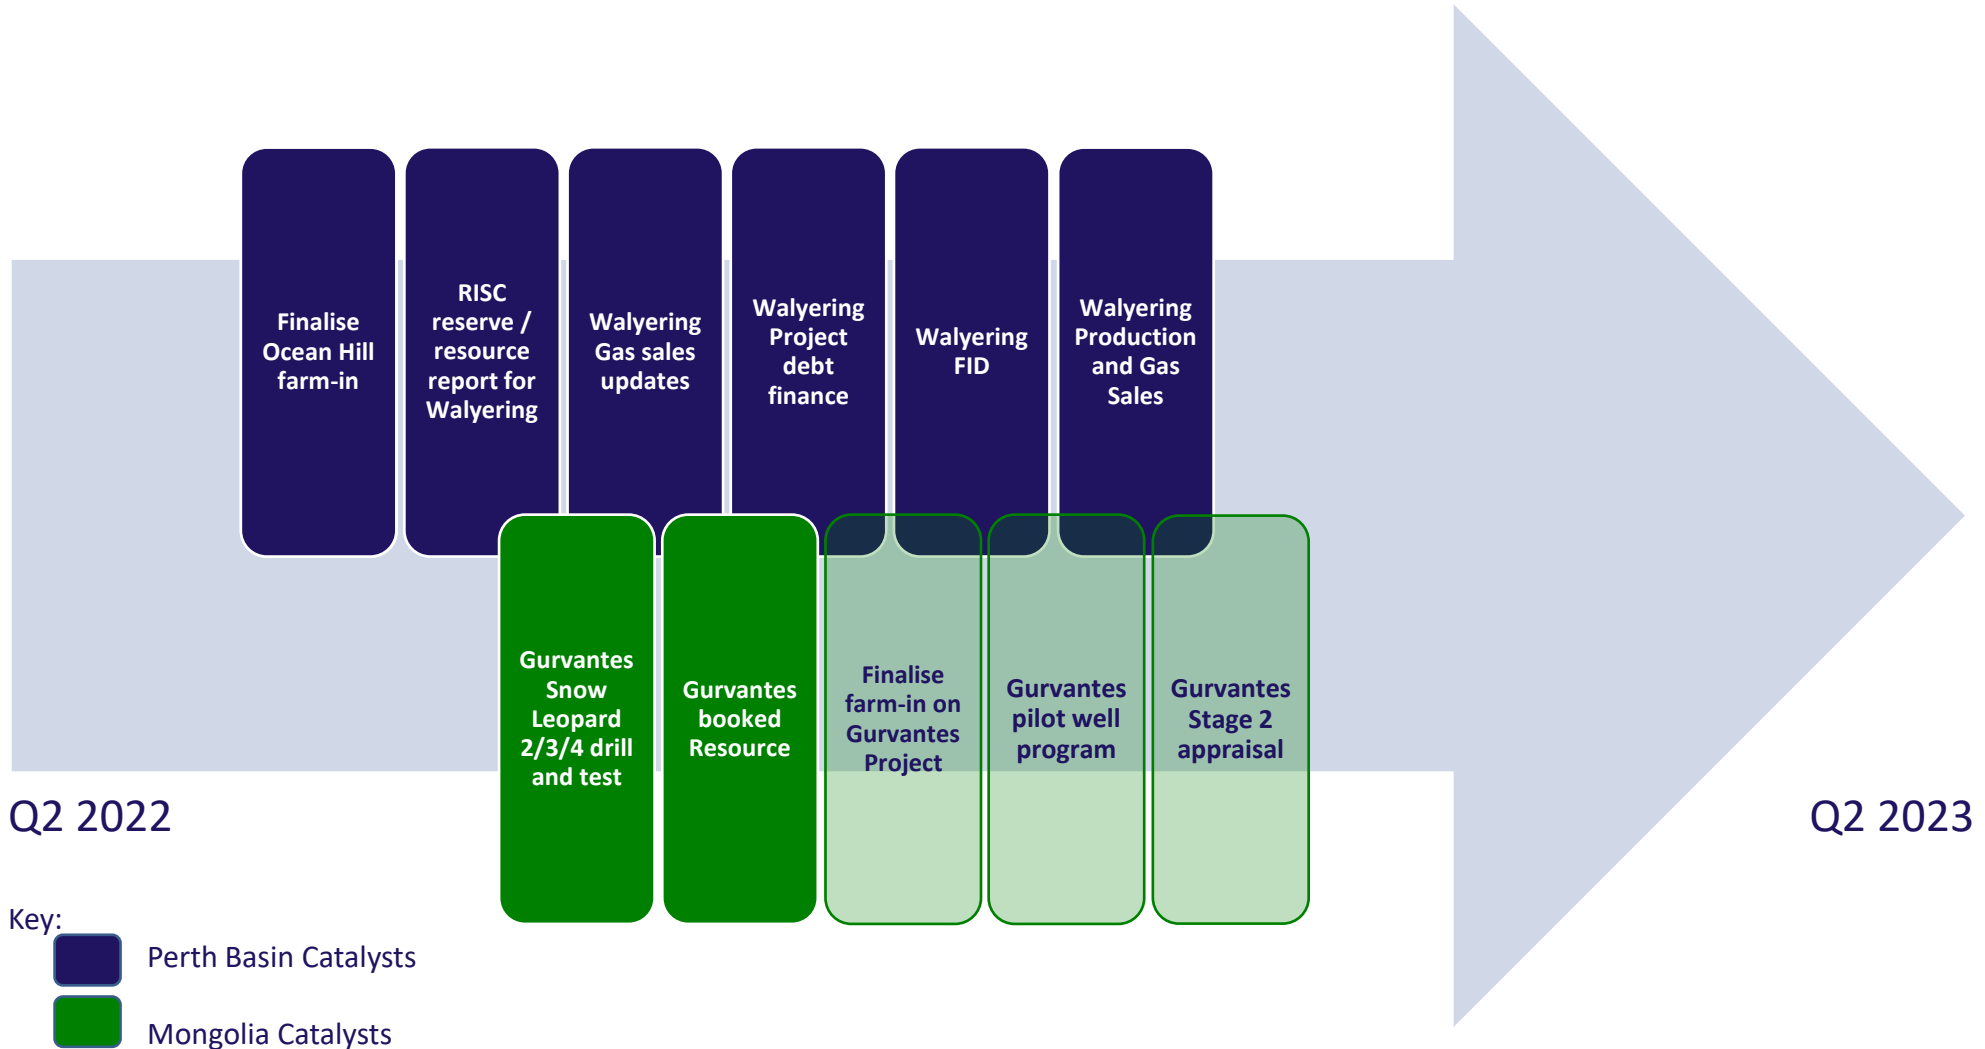 Finalise
Ocean Hill
farm-in
RISC
reserve /
resource
report for
Walyering
Walyering
Gas sales
updates
Walyering
Project
debt
finance
Walyering
FID
Walyering
Production
and Gas
Sales
Gurvantes
Snow
Leopard
2/3/4 drill
and test
Gurvantes
booked
Resource
Finalise
farm-in on
Gurvantes
Project
Gurvantes
pilot well
program
Gurvantes
Stage 2
appraisal
Q2 2022
Q2 2023
Key:
Perth Basin Catalysts
Mongolia Catalysts